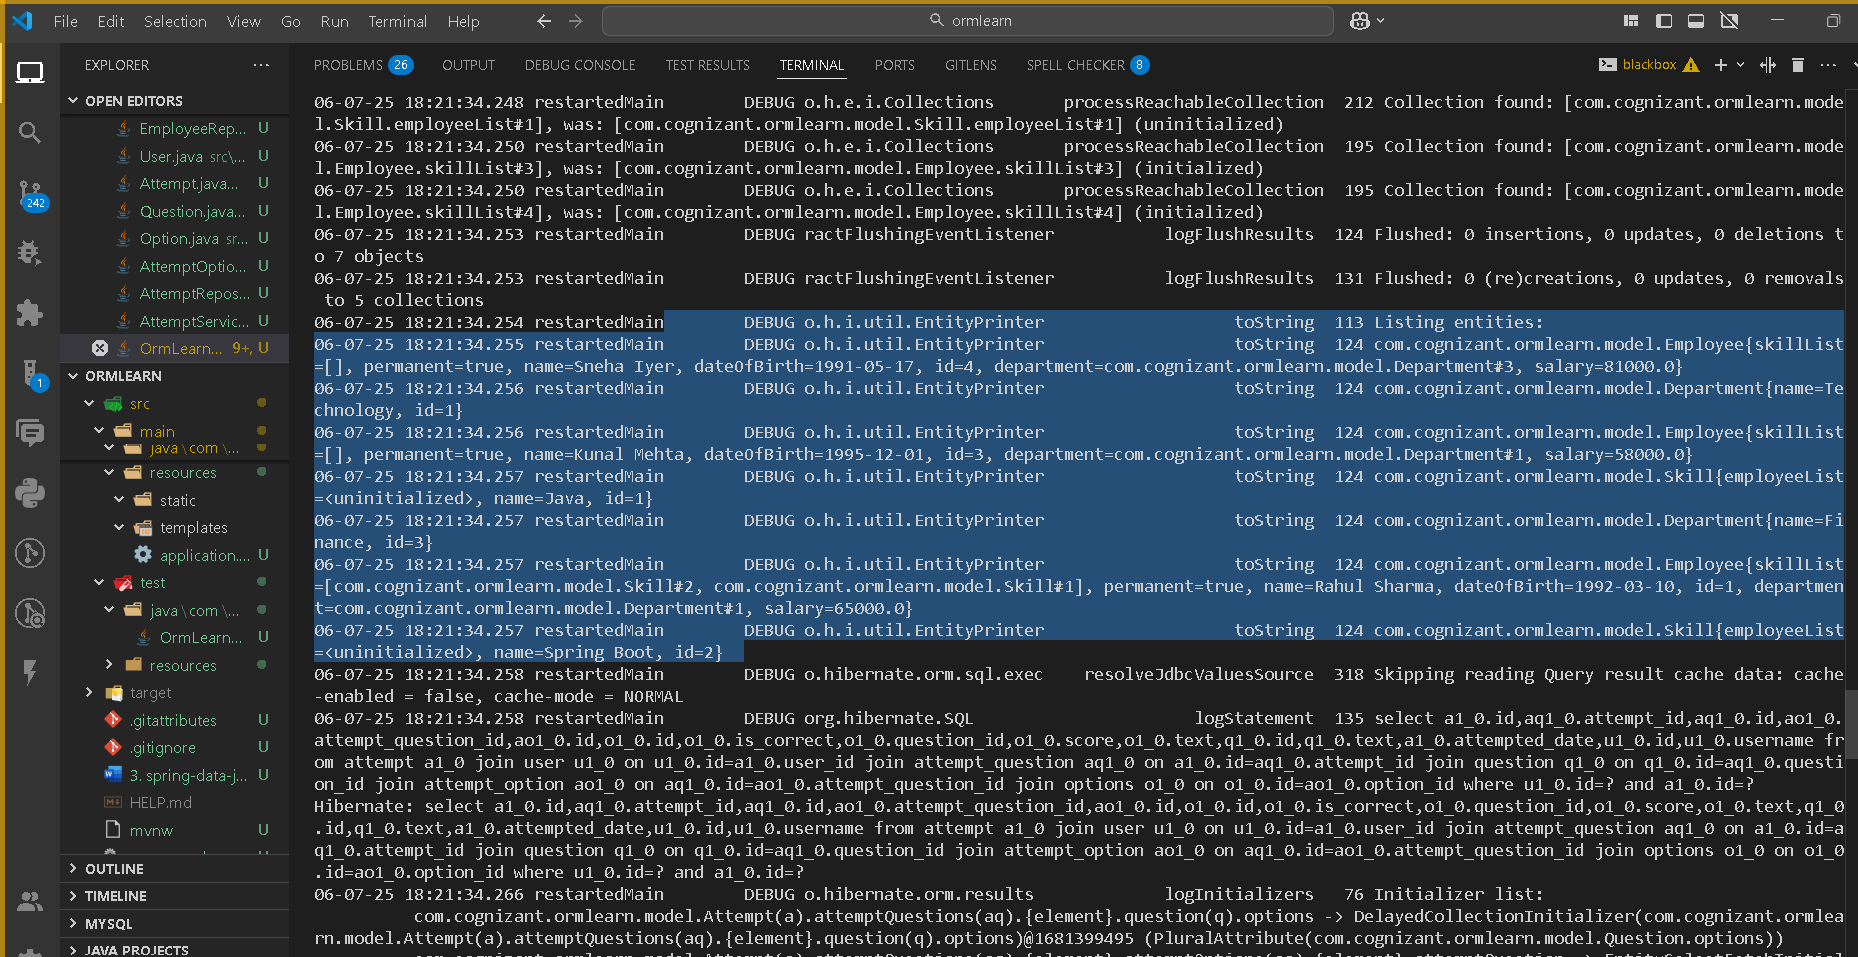 File Edit Selection View Go Run Terminal Help
ormlearn
EXPLORER
PROBLEMS 26 OUTPUT DEBUG CONSOLE TEST RESULTS TERMINAL PORTS GITLENS SPELL CHECKER 8
blackbox
OPEN EDITORS
EmployeeRep... U
User.java src\... U
Attempt.java... U
Question.java... U
Option.java sr... U
AttemptOptio... U
AttemptRepos... U
AttemptServic... U
OrmLearn... 9+, U
ORMLEARN
src
main
java\com\...
resources
static
templates
application.... U
test
java\com\...
OrmLearn... U
resources
target
.gitattributes U
.gitignore U
3. spring-data-j... U
HELP.md
mvnw U
OUTLINE
TIMELINE
MYSQL
JAVA PROJECTS
242
1
06-07-25 18:21:34.248 restartedMain DEBUG o.h.e.i.Collections processReachableCollection 212 Collection found: [com.cognizant.ormlearn.mode
l.Skill.employeeList#1], was: [com.cognizant.ormlearn.model.Skill.employeeList#1] (uninitialized)
06-07-25 18:21:34.250 restartedMain DEBUG o.h.e.i.Collections processReachableCollection 195 Collection found: [com.cognizant.ormlearn.mode
l.Employee.skillList#3], was: [com.cognizant.ormlearn.model.Employee.skillList#3] (initialized)
06-07-25 18:21:34.250 restartedMain DEBUG o.h.e.i.Collections processReachableCollection 195 Collection found: [com.cognizant.ormlearn.mode
l.Employee.skillList#4], was: [com.cognizant.ormlearn.model.Employee.skillList#4] (initialized)
06-07-25 18:21:34.253 restartedMain DEBUG ractFlushingEventListener logFlushResults 124 Flushed: 0 insertions, 0 updates, 0 deletions t
o 7 objects
06-07-25 18:21:34.253 restartedMain DEBUG ractFlushingEventListener logFlushResults 131 Flushed: 0 (re)creations, 0 updates, 0 removals
to 5 collections
06-07-25 18:21:34.254 restartedMain DEBUG o.h.i.util.EntityPrinter toString 113 Listing entities:
06-07-25 18:21:34.255 restartedMain DEBUG o.h.i.util.EntityPrinter toString 124 com.cognizant.ormlearn.model.Employee{skillList
=[], permanent=true, name=Sneha Iyer, dateOfBirth=1991-05-17, id=4, department=com.cognizant.ormlearn.model.Department#3, salary=81000.0}
06-07-25 18:21:34.256 restartedMain DEBUG o.h.i.util.EntityPrinter toString 124 com.cognizant.ormlearn.model.Department{name=Te
chnology, id=1}
06-07-25 18:21:34.256 restartedMain DEBUG o.h.i.util.EntityPrinter toString 124 com.cognizant.ormlearn.model.Employee{skillList
=[], permanent=true, name=Kunal Mehta, dateOfBirth=1995-12-01, id=3, department=com.cognizant.ormlearn.model.Department#1, salary=58000.0}
06-07-25 18:21:34.257 restartedMain DEBUG o.h.i.util.EntityPrinter toString 124 com.cognizant.ormlearn.model.Skill{employeeList
=<uninitialized>, name=Java, id=1}
06-07-25 18:21:34.257 restartedMain DEBUG o.h.i.util.EntityPrinter toString 124 com.cognizant.ormlearn.model.Department{name=Fi
nance, id=3}
06-07-25 18:21:34.257 restartedMain DEBUG o.h.i.util.EntityPrinter toString 124 com.cognizant.ormlearn.model.Employee{skillList
=[com.cognizant.ormlearn.model.Skill#2, com.cognizant.ormlearn.model.Skill#1], permanent=true, name=Rahul Sharma, dateOfBirth=1992-03-10, id=1, departmen
t=com.cognizant.ormlearn.model.Department#1, salary=65000.0}
06-07-25 18:21:34.257 restartedMain DEBUG o.h.i.util.EntityPrinter toString 124 com.cognizant.ormlearn.model.Skill{employeeList
=<uninitialized>, name=Spring Boot, id=2}
06-07-25 18:21:34.258 restartedMain DEBUG o.hibernate.orm.sql.exec resolveJdbcValuesSource 318 Skipping reading Query result cache data: cache
-enabled = false, cache-mode = NORMAL
06-07-25 18:21:34.258 restartedMain DEBUG org.hibernate.SQL logStatement 135 select a1_0.id,aq1_0.attempt_id,aq1_0.id,ao1_0.
attempt_question_id,ao1_0.id,o1_0.id,o1_0.is_correct,o1_0.question_id,o1_0.score,o1_0.text,q1_0.id,q1_0.text,a1_0.attempted_date,u1_0.id,u1_0.username fr
om attempt a1_0 join user u1_0 on u1_0.id=a1_0.user_id join attempt_question aq1_0 on a1_0.id=aq1_0.attempt_id join question q1_0 on q1_0.id=aq1_0.questi
on_id join attempt_option ao1_0 on aq1_0.id=ao1_0.attempt_question_id join options o1_0 on o1_0.id=ao1_0.option_id where u1_0.id=? and a1_0.id=?
Hibernate: select a1_0.id,aq1_0.attempt_id,aq1_0.id,ao1_0.attempt_question_id,ao1_0.id,o1_0.id,o1_0.is_correct,o1_0.question_id,o1_0.score,o1_0.text,q1_0
.id,q1_0.text,a1_0.attempted_date,u1_0.id,u1_0.username from attempt a1_0 join user u1_0 on u1_0.id=a1_0.user_id join attempt_question aq1_0 on a1_0.id=a
q1_0.attempt_id join question q1_0 on q1_0.id=aq1_0.question_id join attempt_option ao1_0 on aq1_0.id=ao1_0.attempt_question_id join options o1_0 on o1_0
.id=ao1_0.option_id where u1_0.id=? and a1_0.id=?
06-07-25 18:21:34.266 restartedMain DEBUG o.hibernate.orm.results logInitializers 76 Initializer list:
com.cognizant.ormlearn.model.Attempt(a).attemptQuestions(aq).{element}.question(q).options -> DelayedCollectionInitializer(com.cognizant.ormlea
rn.model.Attempt(a).attemptQuestions(aq).{element}.question(q).options)@1681399495 (PluralAttribute(com.cognizant.ormlearn.model.Question.options))